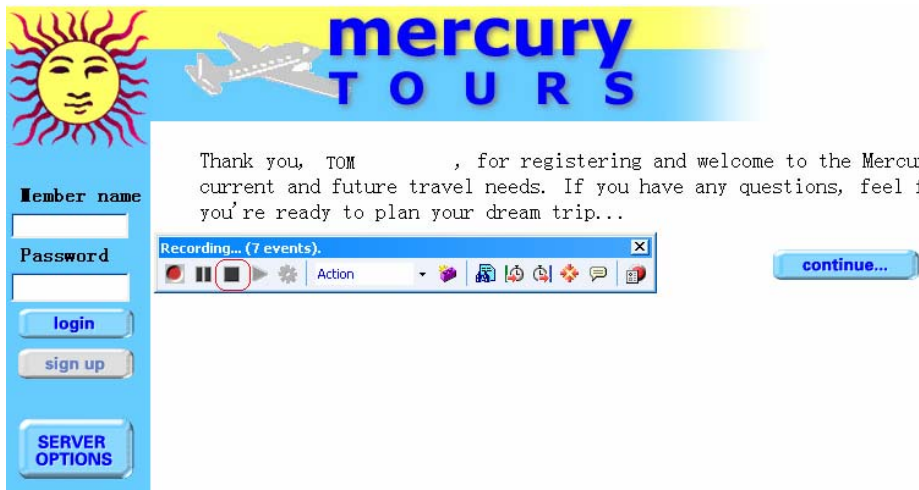 mercury
TOURS
Thank you, TOM , for registering and welcome to the Mercu
current and future travel needs. If you have any questions, feel
you're ready to plan your dream trip...
Member name
Password
login
sign up
SERVER
OPTIONS
Recording... (7 events).
Action
continue...